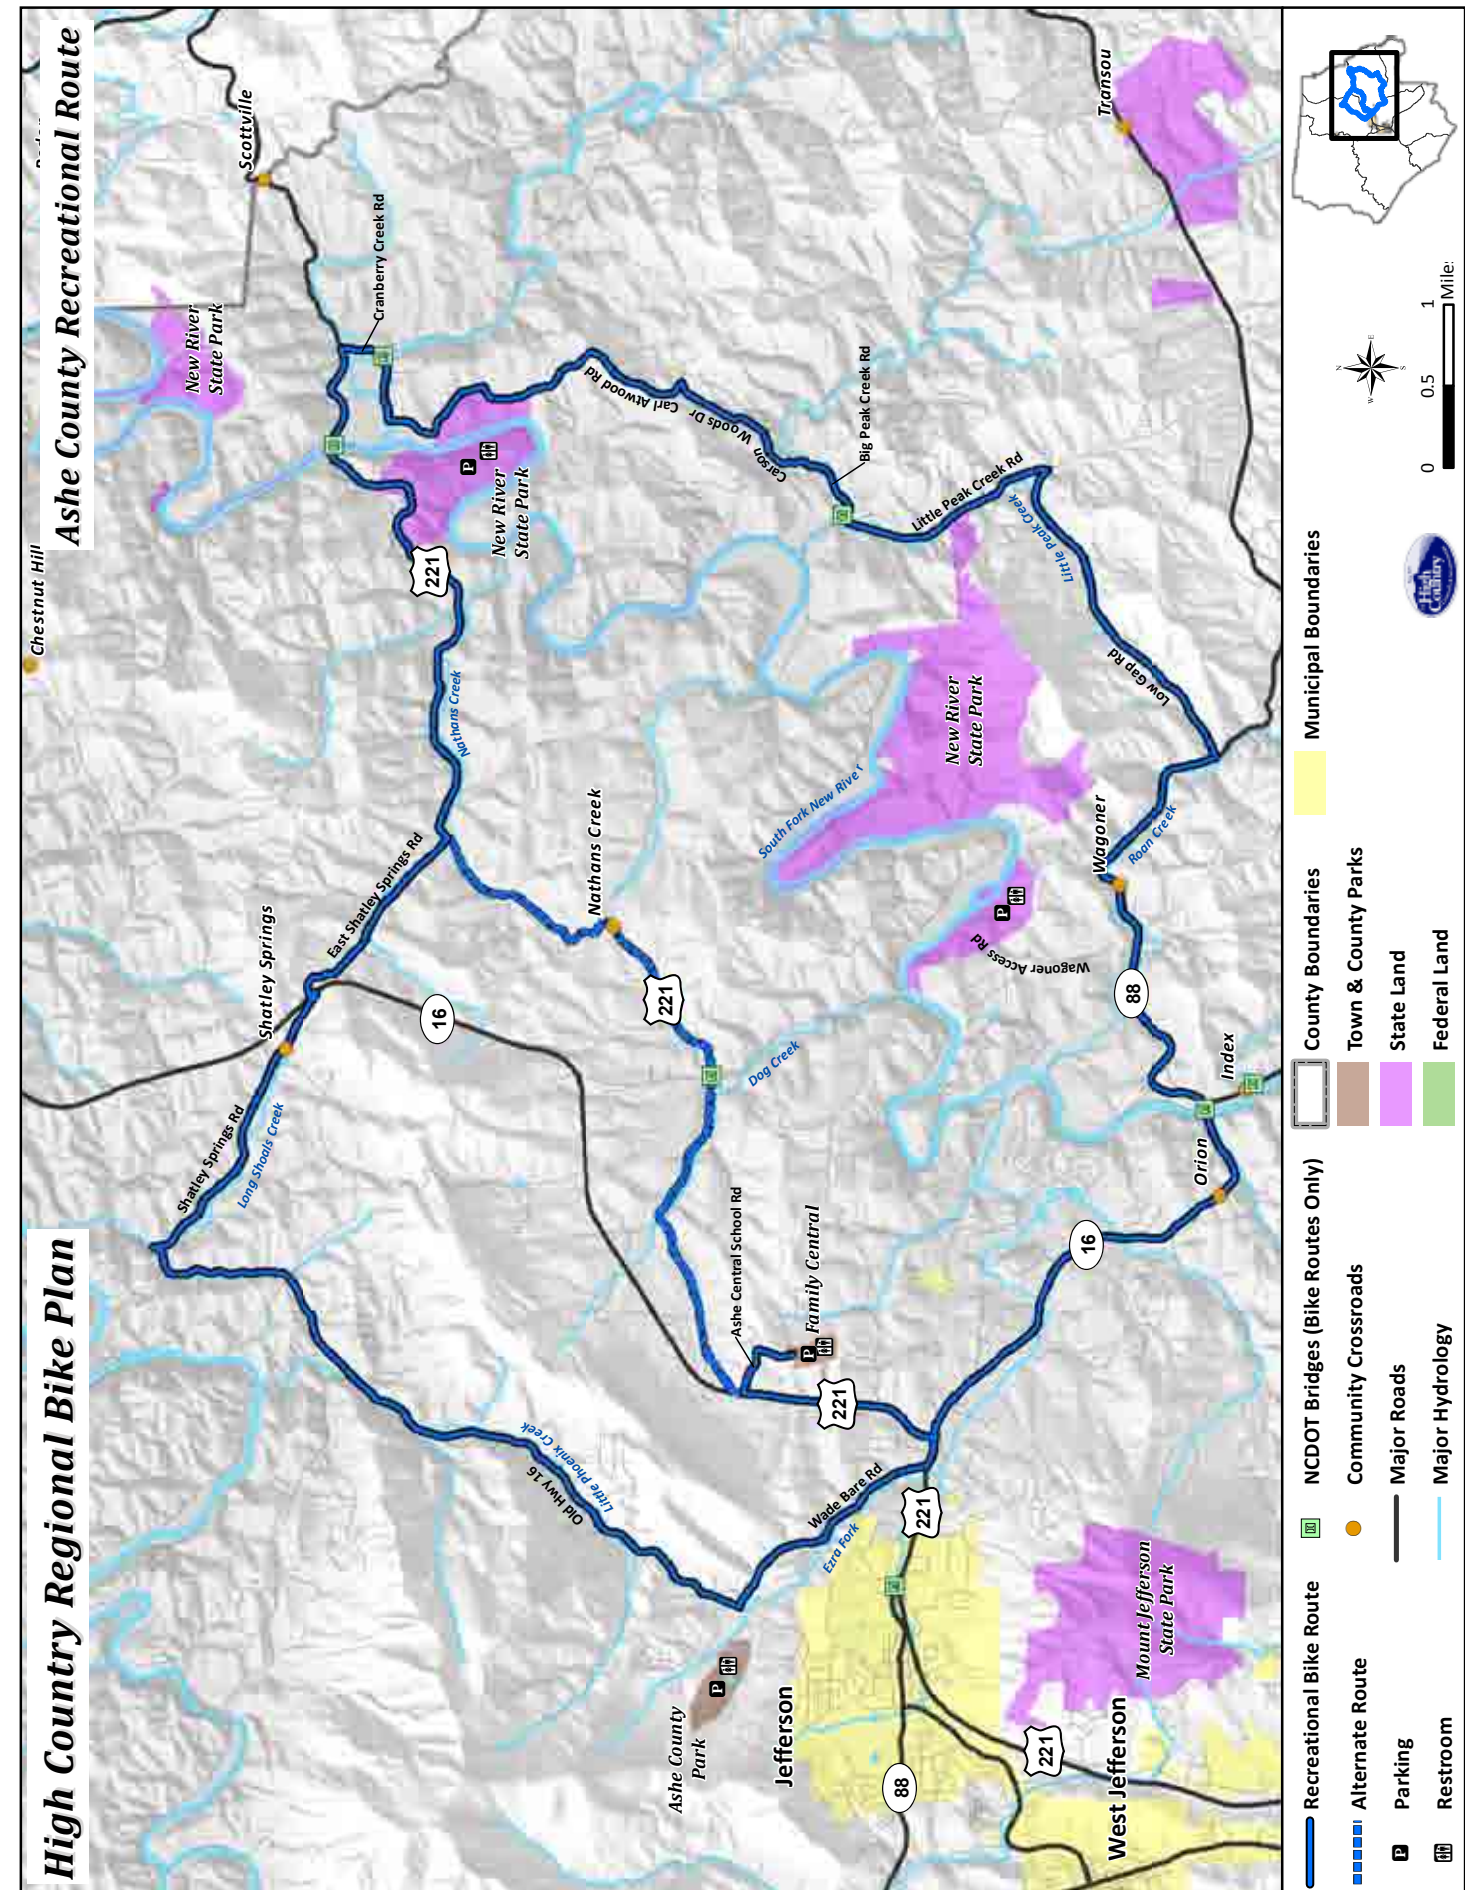 High Country Regional Bike Plan
Ashe County Recreational Route
Chestnut Hill
Scottville
Transou
Cranberry Creek Rd
New River
State Park
New River
State Park
221
Nathans Creek
Carl Atwood Rd
Carson Woods Dr
Big Peak Creek Rd
Little Peak Creek Rd
Little Peak Creek
Low Gap Rd
New River
State Park
South Fork New River
Wagoner
Roan Creek
Wagoner Access Rd
88
Index
Orion
16
Shatley Springs
East Shatley Springs Rd
Shatley Springs Rd
Long Shoals Creek
16
Nathans Creek
221
Dog Creek
Ashe Central School Rd
Family Central
P
221
Old Hwy 16
Little Phoenix Creek
Wade Bare Rd
Ezra Fork
221
Ashe County
Park
P
Jefferson
88
Mount Jefferson
State Park
West Jefferson
221
P
P
Recreational Bike Route
Alternate Route
P Parking
Restroom
NCDOT Bridges (Bike Routes Only)
Community Crossroads
Major Roads
Major Hydrology
County Boundaries
Town & County Parks
State Land
Federal Land
Municipal Boundaries
High
Country
0 0.5 1
Miles
N
W E
S